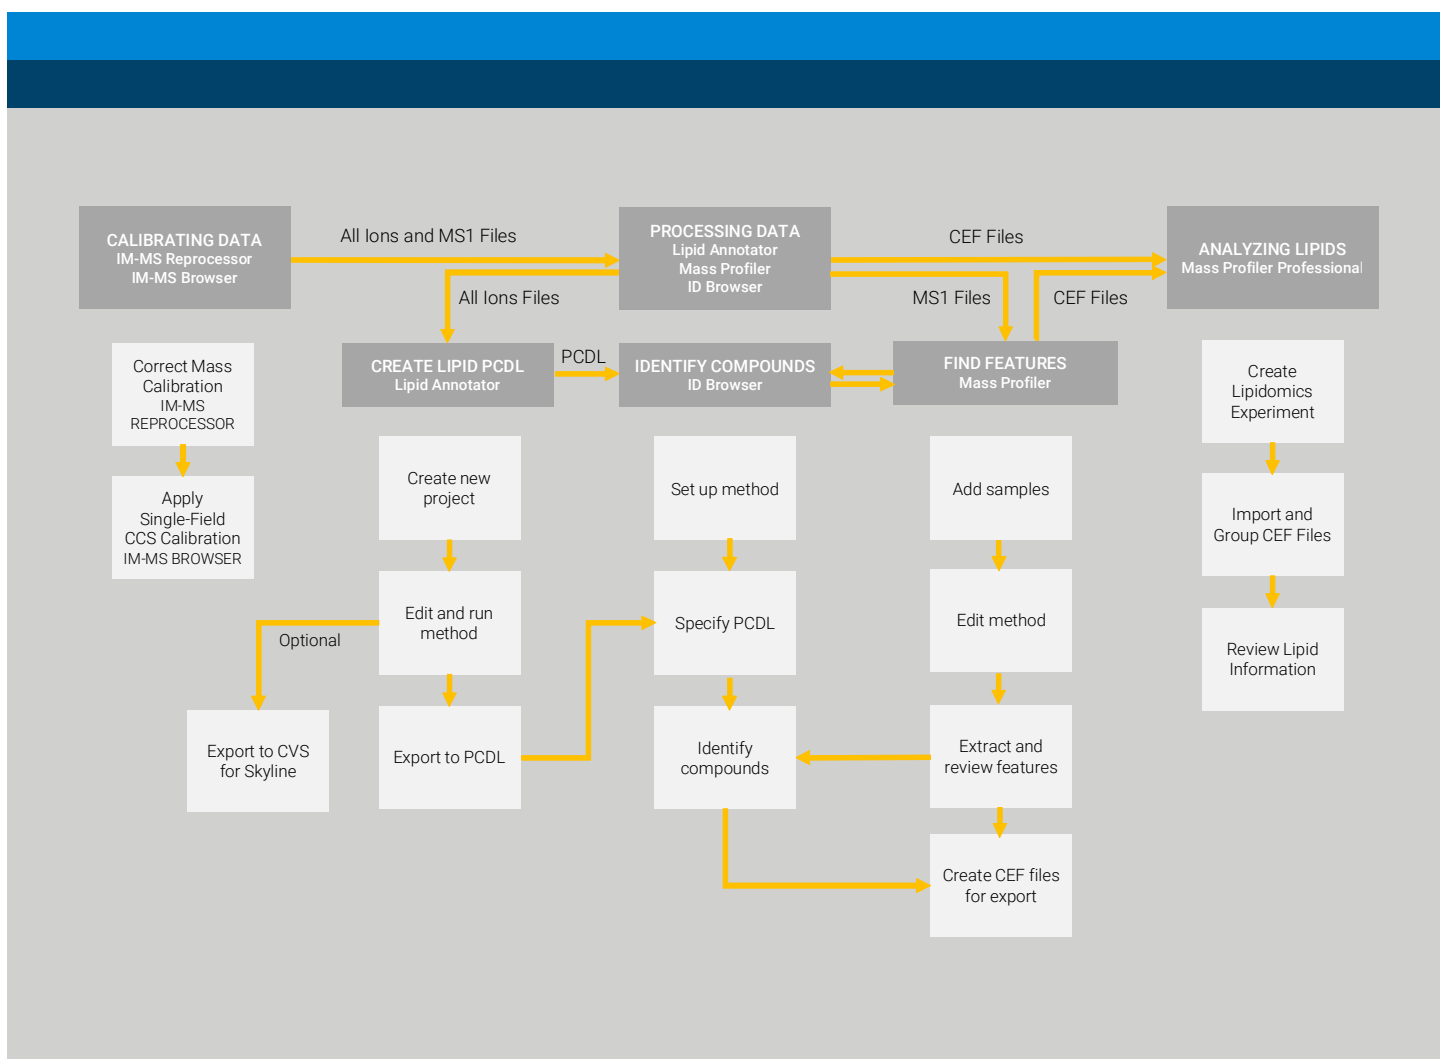 CALIBRATING DATA
IM-MS Reprocessor
IM-MS Browser
All Ions and MS1 Files
PROCESSING DATA
Lipid Annotator
Mass Profiler
ID Browser
CEF Files
ANALYZING LIPIDS
Mass Profiler Professional
All Ions Files
MS1 Files
CEF Files
CREATE LIPID PCDL
Lipid Annotator
PCDL
IDENTIFY COMPOUNDS
ID Browser
FIND FEATURES
Mass Profiler
Correct Mass
Calibration
IM-MS
REPROCESSOR
Apply
Single-Field
CCS Calibration
IM-MS BROWSER
Create new
project
Edit and run
method
Optional
Export to CVS
for Skyline
Export to PCDL
Set up method
Specify PCDL
Identify
compounds
Add samples
Edit method
Extract and
review features
Create CEF files
for export
Create
Lipidomics
Experiment
Import and
Group CEF Files
Review Lipid
Information